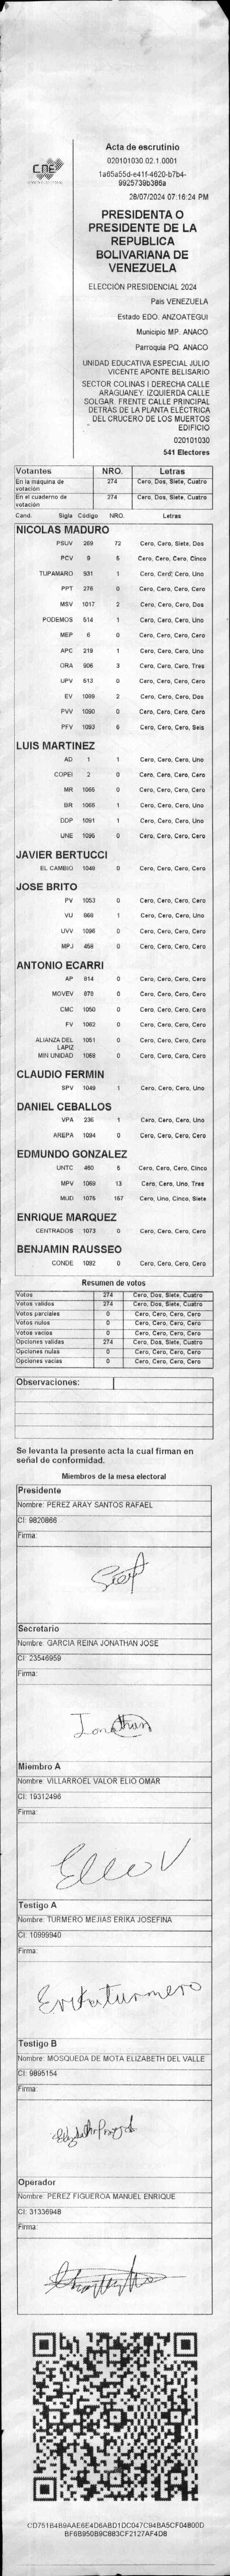 CNE
Acta de escrutinio
020101030.02.1.0001
1a65a55d-e41f-4620-b7b4-
9925739b386a
28/07/2024 07:16:24 PM
PRESIDENTA O
PRESIDENTE DE LA
REPUBLICA
BOLIVARIANA DE
VENEZUELA
ELECCIÓN PRESIDENCIAL 2024
País VENEZUELA
Estado EDO. ANZOATEGUI
Municipio MP. ANACO
Parroquia PQ. ANACO
UNIDAD EDUCATIVA ESPECIAL JULIO
VICENTE APONTE BELISARIO
SECTOR COLINAS I DERECHA CALLE
ARAGUANEY. IZQUIERDA CALLE
SOLGAR. FRENTE CALLE PRINCIPAL
DETRÁS DE LA PLANTA ELÉCTRICA
DEL CRUCERO DE LOS MUERTOS
EDIFICIO
020101030
541 Electores
Votantes NRO. Letras
En la máquina de votación 274 Cero, Dos, Siete, Cuatro
En el cuaderno de votación 274 Cero, Dos, Siete, Cuatro
Cand. Sigla Código NRO. Letras
NICOLAS MADURO
PSUV 269 72 Cero, Cero, Siete, Dos
PCV 9 5 Cero, Cero, Cero, Cinco
TUPAMARO 931 1 Cero, Cero, Cero, Uno
PPT 276 0 Cero, Cero, Cero, Cero
MSV 1017 2 Cero, Cero, Cero, Dos
PODEMOS 514 1 Cero, Cero, Cero, Uno
MEP 6 0 Cero, Cero, Cero, Cero
APC 219 1 Cero, Cero, Cero, Uno
ORA 906 3 Cero, Cero, Cero, Tres
UPV 613 0 Cero, Cero, Cero, Cero
EV 1089 2 Cero, Cero, Cero, Dos
PVV 1090 0 Cero, Cero, Cero, Cero
PFV 1093 6 Cero, Cero, Cero, Seis
LUIS MARTINEZ
AD 1 1 Cero, Cero, Cero, Uno
COPEI 2 0 Cero, Cero, Cero, Cero
MR 1065 0 Cero, Cero, Cero, Cero
BR 1066 1 Cero, Cero, Cero, Uno
DDP 1091 1 Cero, Cero, Cero, Uno
UNE 1095 0 Cero, Cero, Cero, Cero
JAVIER BERTUCCI
EL CAMBIO 1046 0 Cero, Cero, Cero, Cero
JOSE BRITO
PV 1053 0 Cero, Cero, Cero, Cero
VU 866 1 Cero, Cero, Cero, Uno
UVV 1096 0 Cero, Cero, Cero, Cero
MPJ 458 0 Cero, Cero, Cero, Cero
ANTONIO ECARRI
AP 814 0 Cero, Cero, Cero, Cero
MOVEV 870 0 Cero, Cero, Cero, Cero
CMC 1050 0 Cero, Cero, Cero, Cero
FV 1062 0 Cero, Cero, Cero, Cero
ALIANZA DEL LAPIZ 1051 0 Cero, Cero, Cero, Cero
MIN UNIDAD 1088 0 Cero, Cero, Cero, Cero
CLAUDIO FERMIN
SPV 1049 1 Cero, Cero, Cero, Uno
DANIEL CEBALLOS
VPA 236 1 Cero, Cero, Cero, Uno
AREPA 1094 0 Cero, Cero, Cero, Cero
EDMUNDO GONZALEZ
UNTC 460 5 Cero, Cero, Cero, Cinco
MPV 1069 13 Cero, Cero, Uno, Tres
MUD 1075 157 Cero, Uno, Cinco, Siete
ENRIQUE MARQUEZ
CENTRADOS 1073 0 Cero, Cero, Cero, Cero
BENJAMIN RAUSSEO
CONDE 1092 0 Cero, Cero, Cero, Cero
Resumen de votos
Votos 274 Cero, Dos, Siete, Cuatro
Votos validos 274 Cero, Dos, Siete, Cuatro
Votos parciales 0 Cero, Cero, Cero, Cero
Votos nulos 0 Cero, Cero, Cero, Cero
Votos vacíos 0 Cero, Cero, Cero, Cero
Opciones validas 274 Cero, Dos, Siete, Cuatro
Opciones nulas 0 Cero, Cero, Cero, Cero
Opciones vacías 0 Cero, Cero, Cero, Cero
Observaciones:
Se levanta la presente acta la cual firman en
señal de conformidad.
Miembros de la mesa electoral
Presidente
Nombre: PEREZ ARAY SANTOS RAFAEL
CI: 9820866
Firma:
Secretario
Nombre: GARCIA REINA JONATHAN JOSE
CI: 23546959
Firma:
Jonathan
Miembro A
Nombre: VILLARROEL VALOR ELIO OMAR
CI: 19312496
Firma:
Elio V
Testigo A
Nombre: TURMERO MEJIAS ERIKA JOSEFINA
CI: 10999940
Firma:
Erika turmero
Testigo B
Nombre: MOSQUEDA DE MOTA ELIZABETH DEL VALLE
CI: 9895154
Firma:
Operador
Nombre: PEREZ FIGUEROA MANUEL ENRIQUE
CI: 31336948
Firma:
CD751B4B9AAE6E4D6ABD1DC047C94BA5CF04800D
BF6B950B9C883CF2127AF4D8